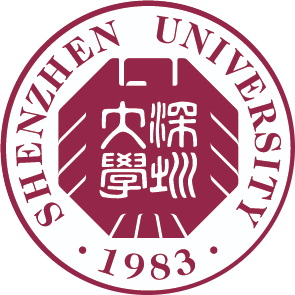 SHENZHEN UNIVERSITY
深圳
大學
· 1983 ·